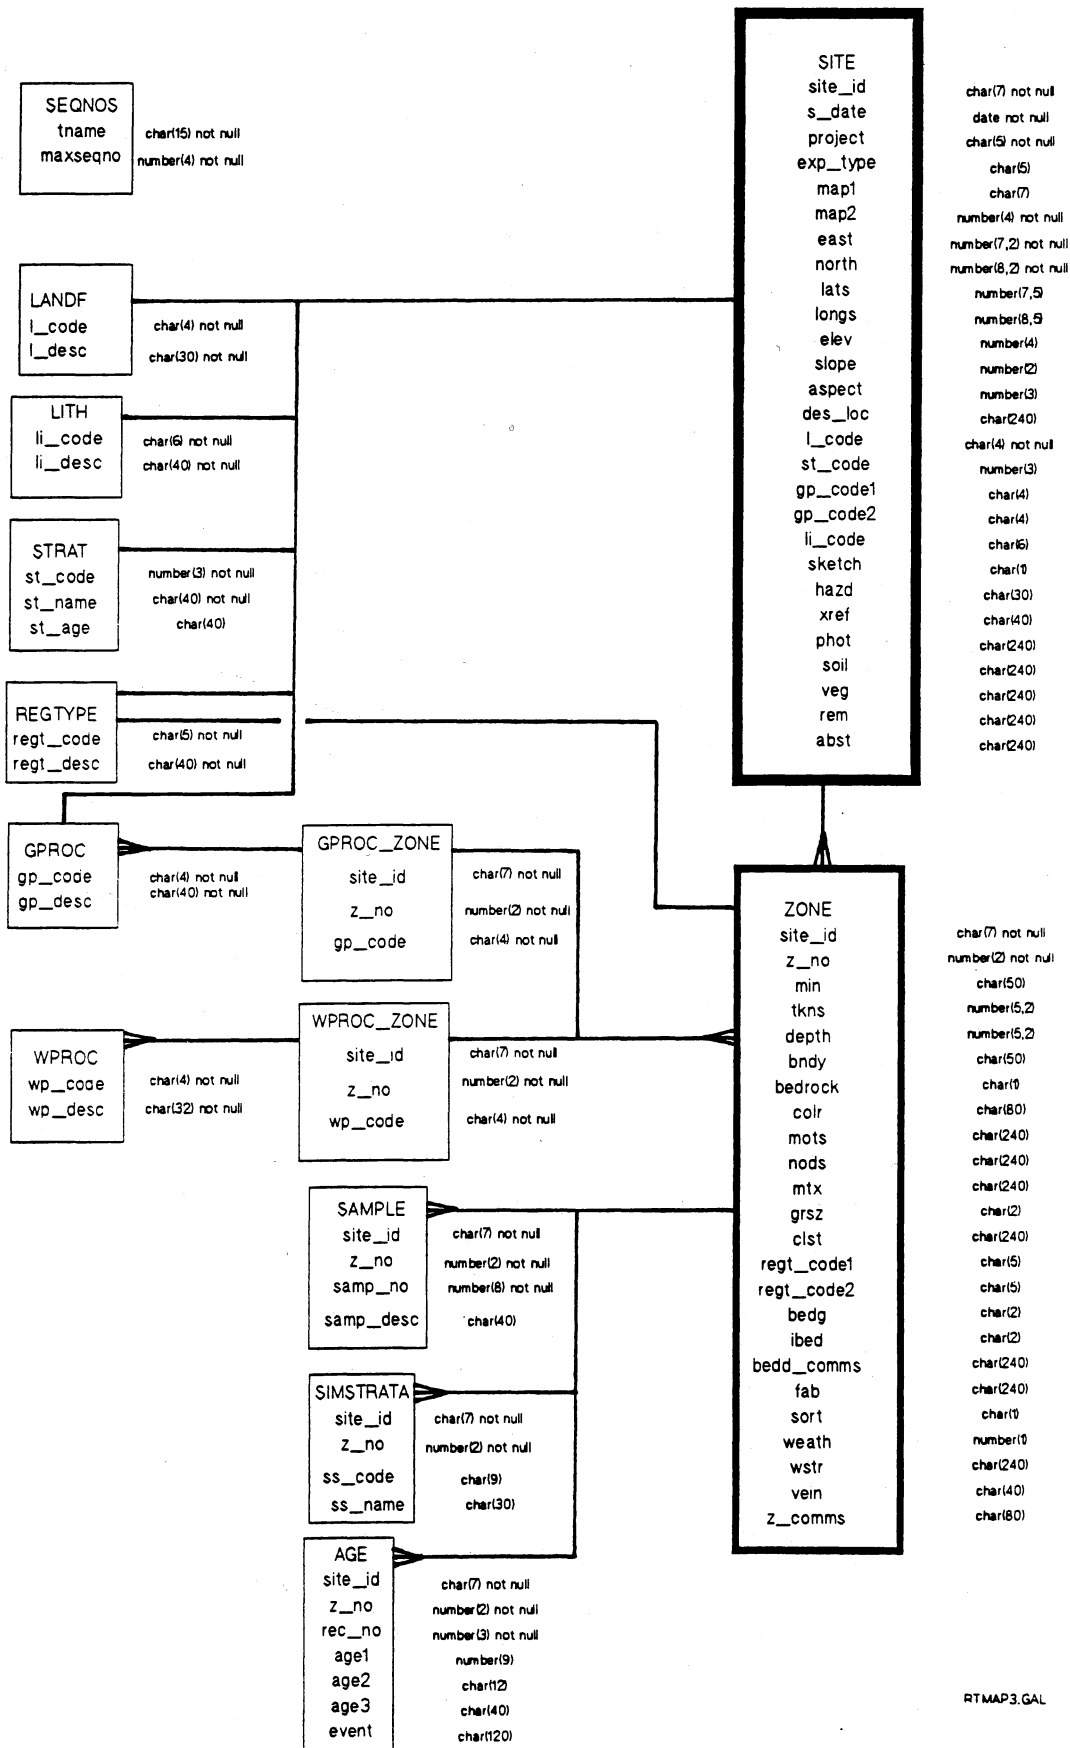 SEQNOS
tname char(15) not null
maxseqno number(4) not null
LANDF
l_code char(4) not null
l_desc char(30) not null
LITH
li_code char(6) not null
li_desc char(40) not null
STRAT
st_code number(3) not null
st_name char(40) not null
st_age char(40)
REGTYPE
regt_code char(5) not null
regt_desc char(40) not null
GPROC
gp_code char(4) not null
gp_desc char(40) not null
WPROC
wp_code char(4) not null
wp_desc char(32) not null
GPROC_ZONE
site_id char(7) not null
z_no number(2) not null
gp_code char(4) not null
WPROC_ZONE
site_id char(7) not null
z_no number(2) not null
wp_code char(4) not null
SAMPLE
site_id char(7) not null
z_no number(2) not null
samp_no number(8) not null
samp_desc char(40)
SIMSTRATA
site_id char(7) not null
z_no number(2) not null
ss_code char(9)
ss_name char(30)
AGE
site_id char(7) not null
z_no number(2) not null
rec_no number(3) not null
age1 number(9)
age2 char(12)
age3 char(40)
event char(120)
SITE
site_id char(7) not null
s_date date not null
project char(5) not null
exp_type char(5)
map1 char(7)
map2 number(4) not null
east number(7,2) not null
north number(8,2) not null
lats number(7,5)
longs number(8,5)
elev number(4)
slope number(2)
aspect number(3)
des_loc char(240)
l_code char(4) not null
st_code number(3)
gp_code1 char(4)
gp_code2 char(4)
li_code char(6)
sketch char(1)
hazd char(30)
xref char(40)
phot char(240)
soil char(240)
veg char(240)
rem char(240)
abst char(240)
ZONE
site_id char(7) not null
z_no number(2) not null
min char(50)
tkns number(5,2)
depth number(5,2)
bndy char(50)
bedrock char(1)
colr char(80)
mots char(240)
nods char(240)
mtx char(240)
grsz char(2)
clst char(240)
regt_code1 char(5)
regt_code2 char(5)
bedg char(2)
ibed char(2)
bedd_comms char(240)
fab char(240)
sort char(1)
weath number(1)
wstr char(240)
vein char(40)
z_comms char(80)
RTMAP3.GAL